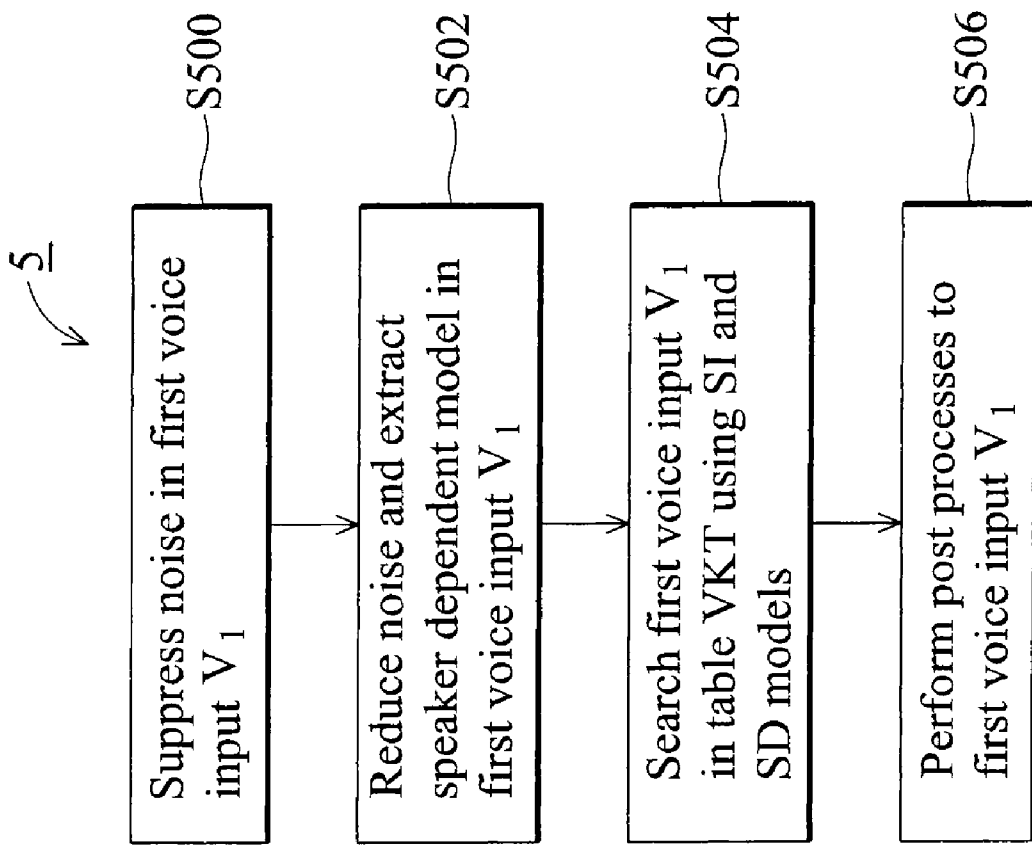 5
Suppress noise in first voice
input V₁
S500
Reduce noise and extract
speaker dependent model in
first voice input V₁
S502
Search first voice input V₁
in table VKT using SI and
SD models
S504
Perform post processes to
first voice input V₁
S506